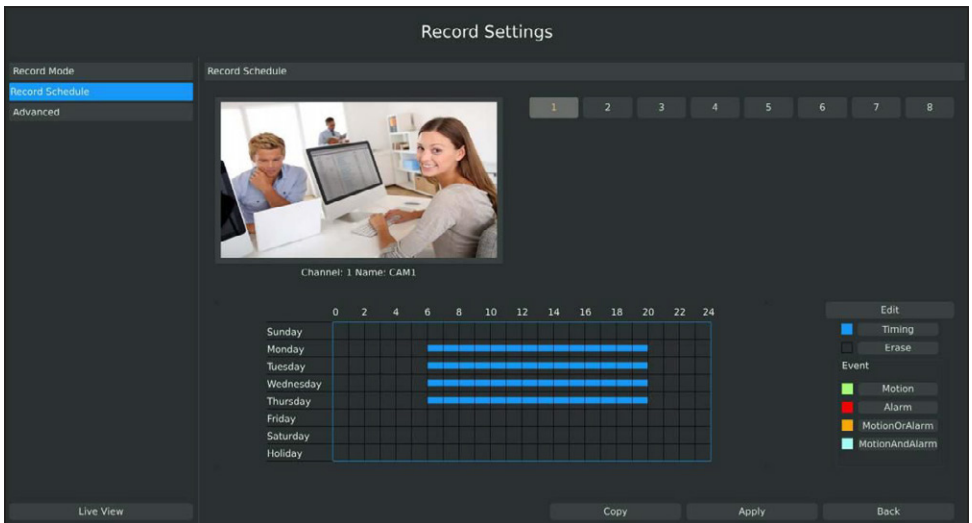 Record Settings
Record Mode
Record Schedule
Advanced
Record Schedule
1 2 3 4 5 6 7 8
Channel: 1 Name: CAM1
0 2 4 6 8 10 12 14 16 18 20 22 24
Sunday
Monday
Tuesday
Wednesday
Thursday
Friday
Saturday
Holiday
Edit
Timing
Erase
Event
Motion
Alarm
MotionOrAlarm
MotionAndAlarm
Live View
Copy
Apply
Back